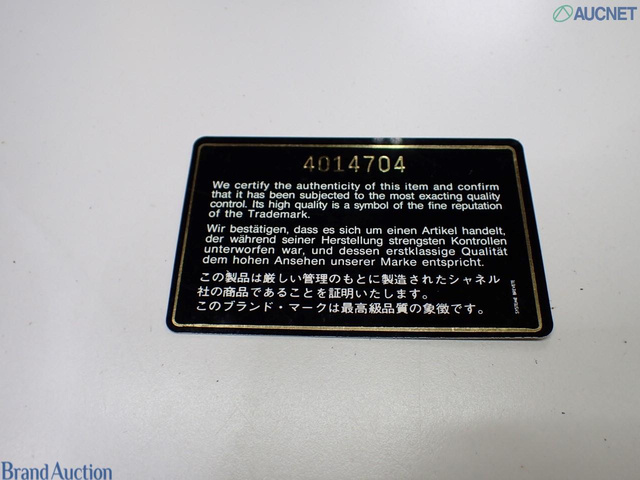 AUCNET
4014704
We certify the authenticity of this item and confirm
that it has been subjected to the most exacting quality
control. Its high quality is a symbol of the fine reputation
of the Trademark.
Wir bestätigen, dass es sich um einen Artikel handelt,
der während seiner Herstellung strengsten Kontrollen
unterworfen war, und dessen erstklassige Qualität
dem hohen Ansehen unserer Marke entspricht.
この製品は厳しい管理のもとに製造されたシャネル
社の商品であることを証明いたします。
このブランド・マークは最高級品質の象徴です。
Brand Auction